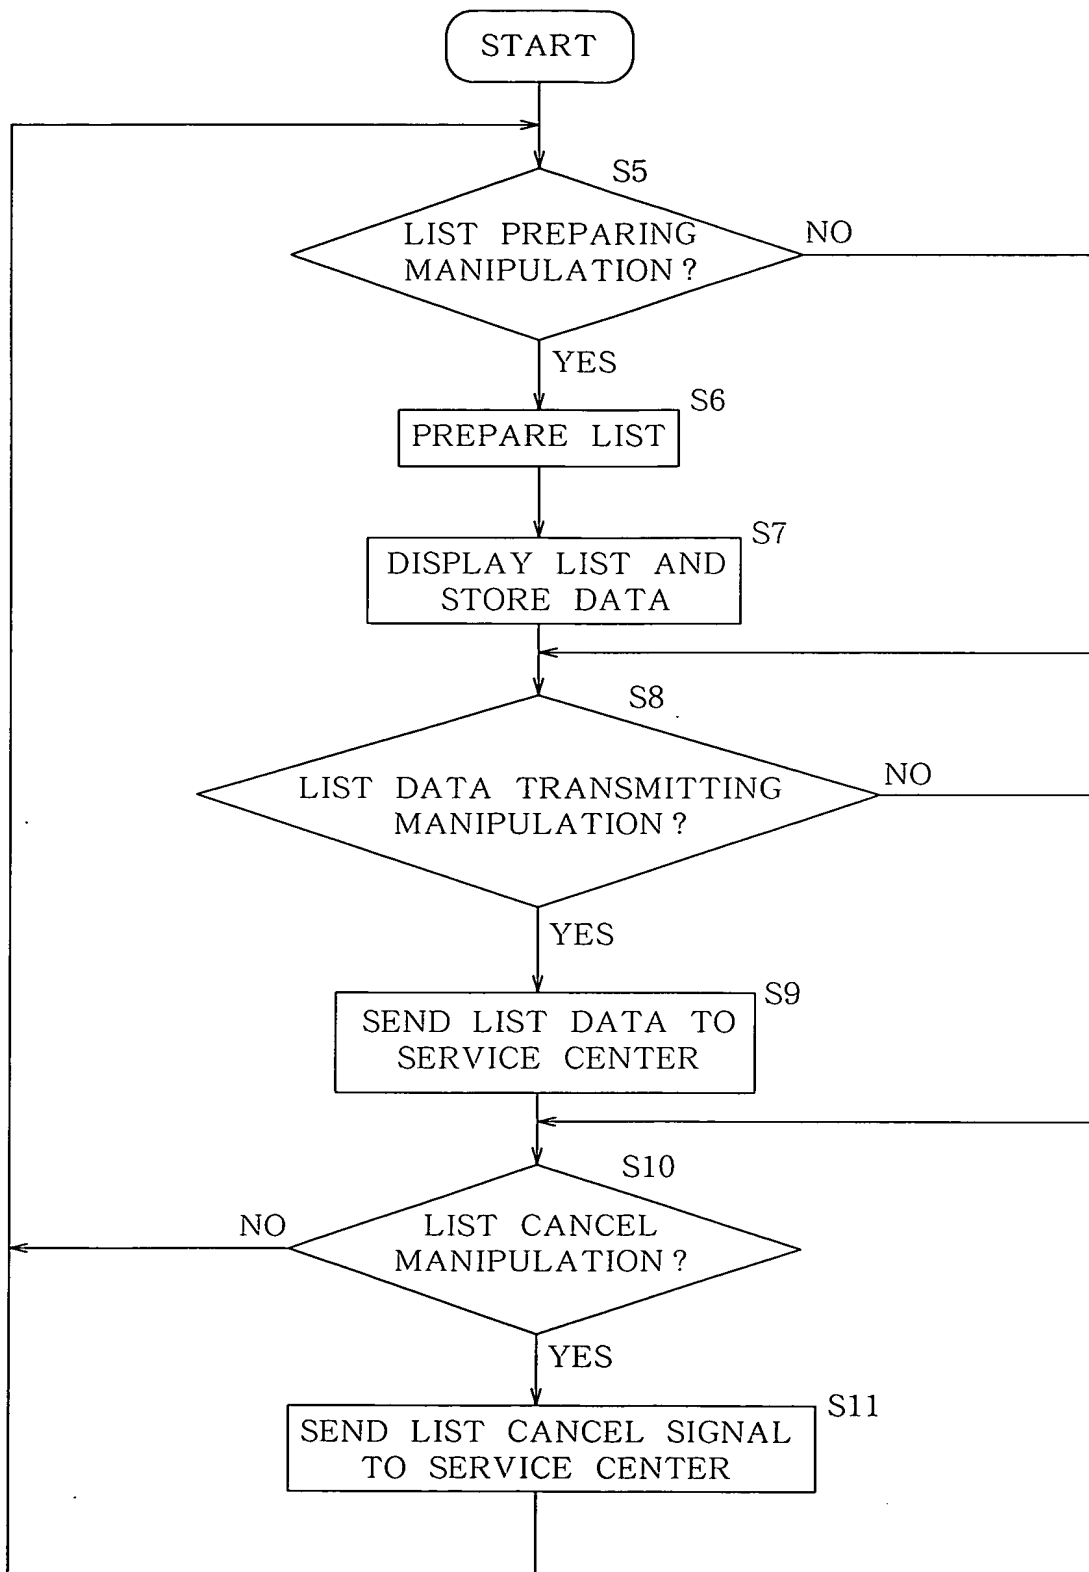 START
S5
LIST PREPARING
MANIPULATION?
NO
YES
S6
PREPARE LIST
S7
DISPLAY LIST AND
STORE DATA
S8
LIST DATA TRANSMITTING
MANIPULATION?
NO
YES
S9
SEND LIST DATA TO
SERVICE CENTER
S10
LIST CANCEL
MANIPULATION?
NO
YES
S11
SEND LIST CANCEL SIGNAL
TO SERVICE CENTER